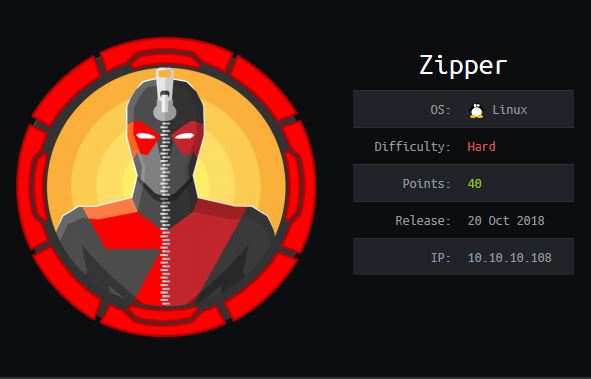 Zipper
OS: Linux
Difficulty: Hard
Points: 40
Release: 20 Oct 2018
IP: 10.10.10.108